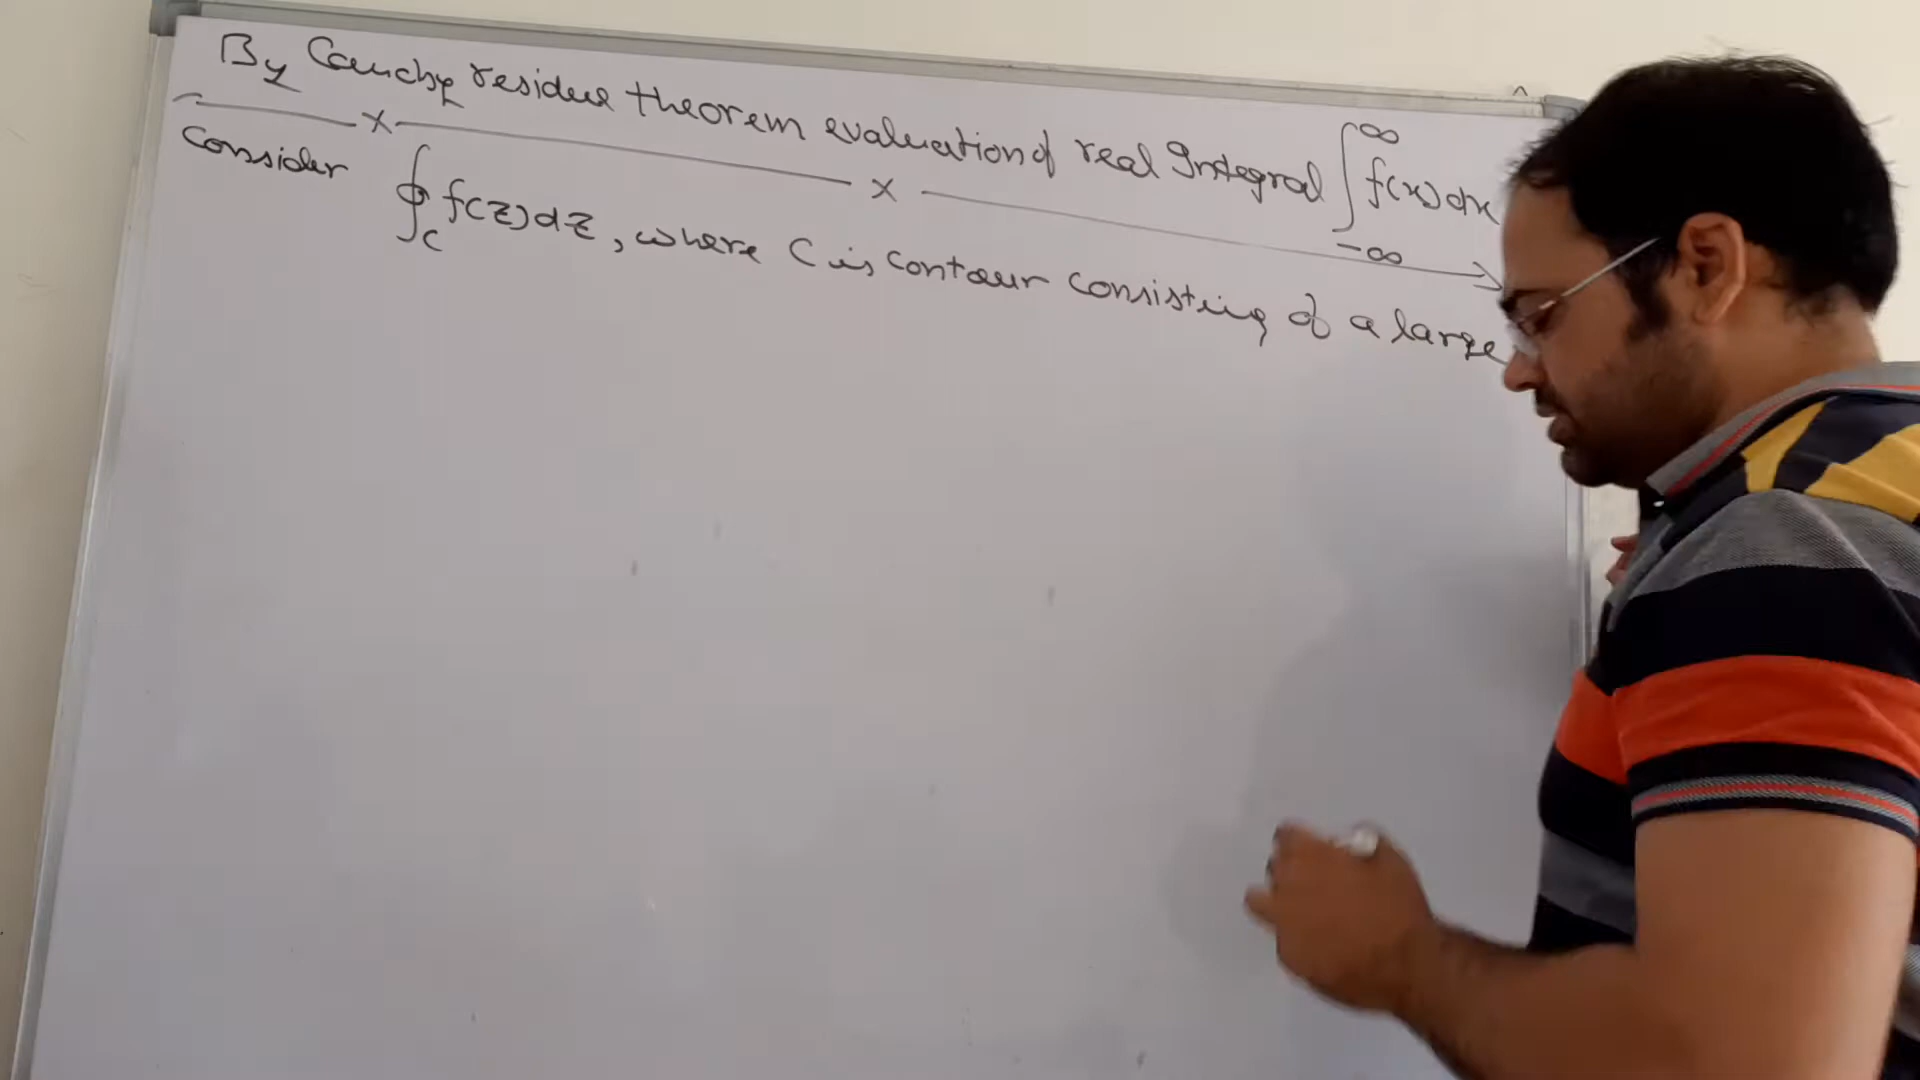 By Cauchy residue theorem evaluation of real Integral ∫_{-∞}^{∞} f(x) dx
Consider ∮_C f(z) dz, where C is contour consisting of a large